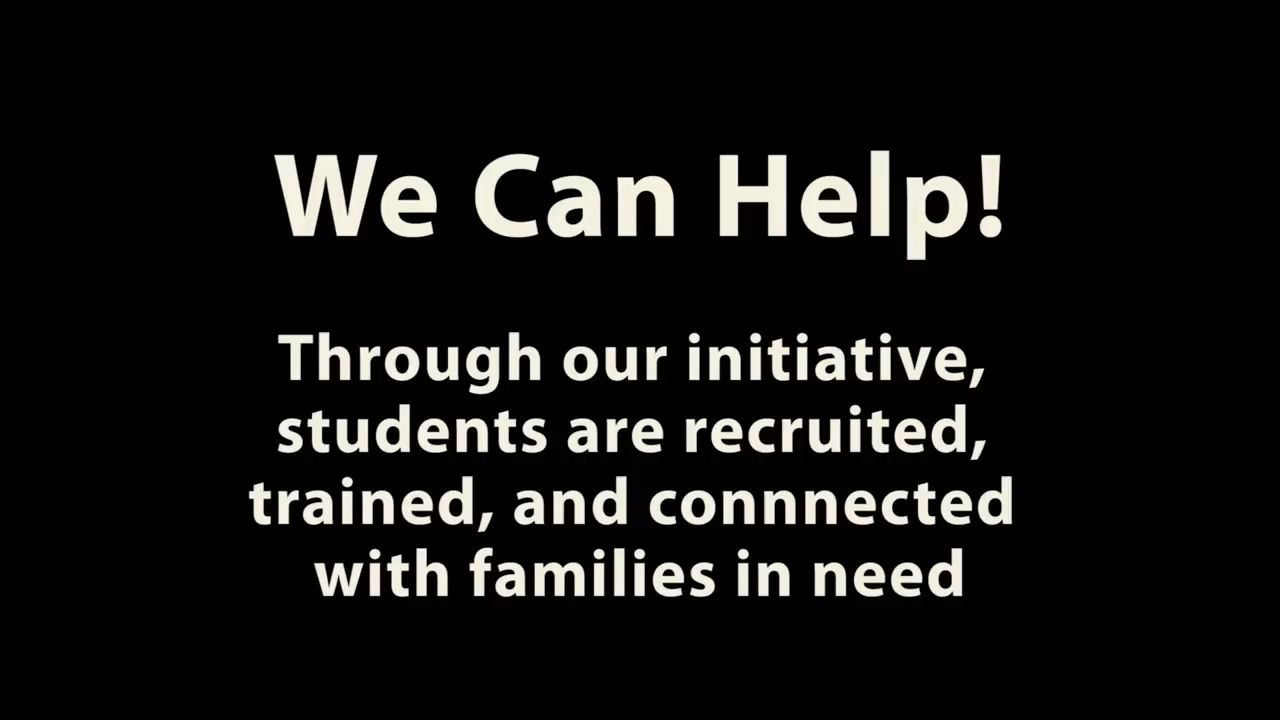 We Can Help!
Through our initiative,
students are recruited,
trained, and connnected
with families in need